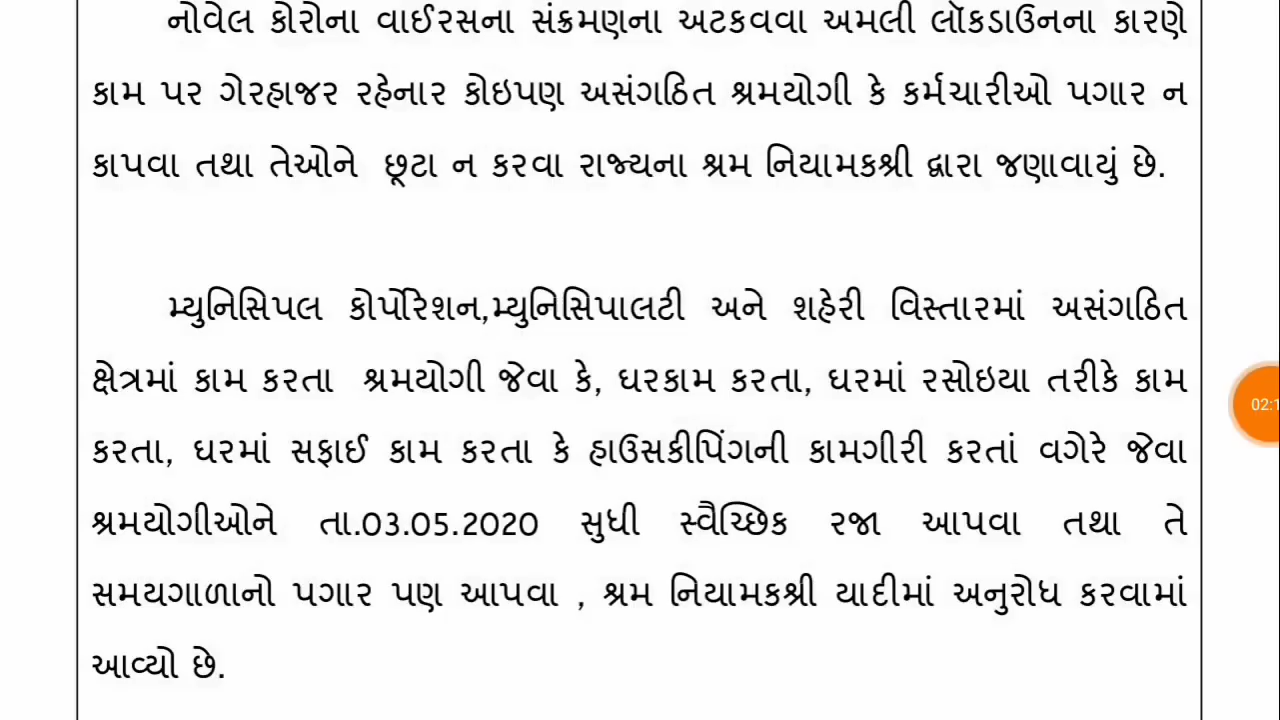 નોવેલ કોરોના વાઈરસના સંક્રમણના અટકવવા અમલી લૉકડાઉનના કારણે
કામ પર ગેરહાજર રહેનાર કોઇપણ અસંગઠિત શ્રમયોગી કે કર્મચારીઓ પગાર ન
કાપવા તથા તેઓને છૂટા ન કરવા રાજ્યના શ્રમ નિયામકશ્રી દ્વારા જણાવાયું છે.
મ્યુનિસિપલ કોર્પોરેશન,મ્યુનિસિપાલટી અને શહેરી વિસ્તારમાં અસંગઠિત
ક્ષેત્રમાં કામ કરતા શ્રમયોગી જેવા કે, ઘરકામ કરતા, ઘરમાં રસોઇયા તરીકે કામ
કરતા, ઘરમાં સફાઈ કામ કરતા કે હાઉસકીપિંગની કામગીરી કરતાં વગેરે જેવા
શ્રમયોગીઓને તા.03.05.2020 સુધી સ્વૈચ્છિક રજા આપવા તથા તે
સમયગાળાનો પગાર પણ આપવા , શ્રમ નિયામકશ્રી યાદીમાં અનુરોધ કરવામાં
આવ્યો છે.